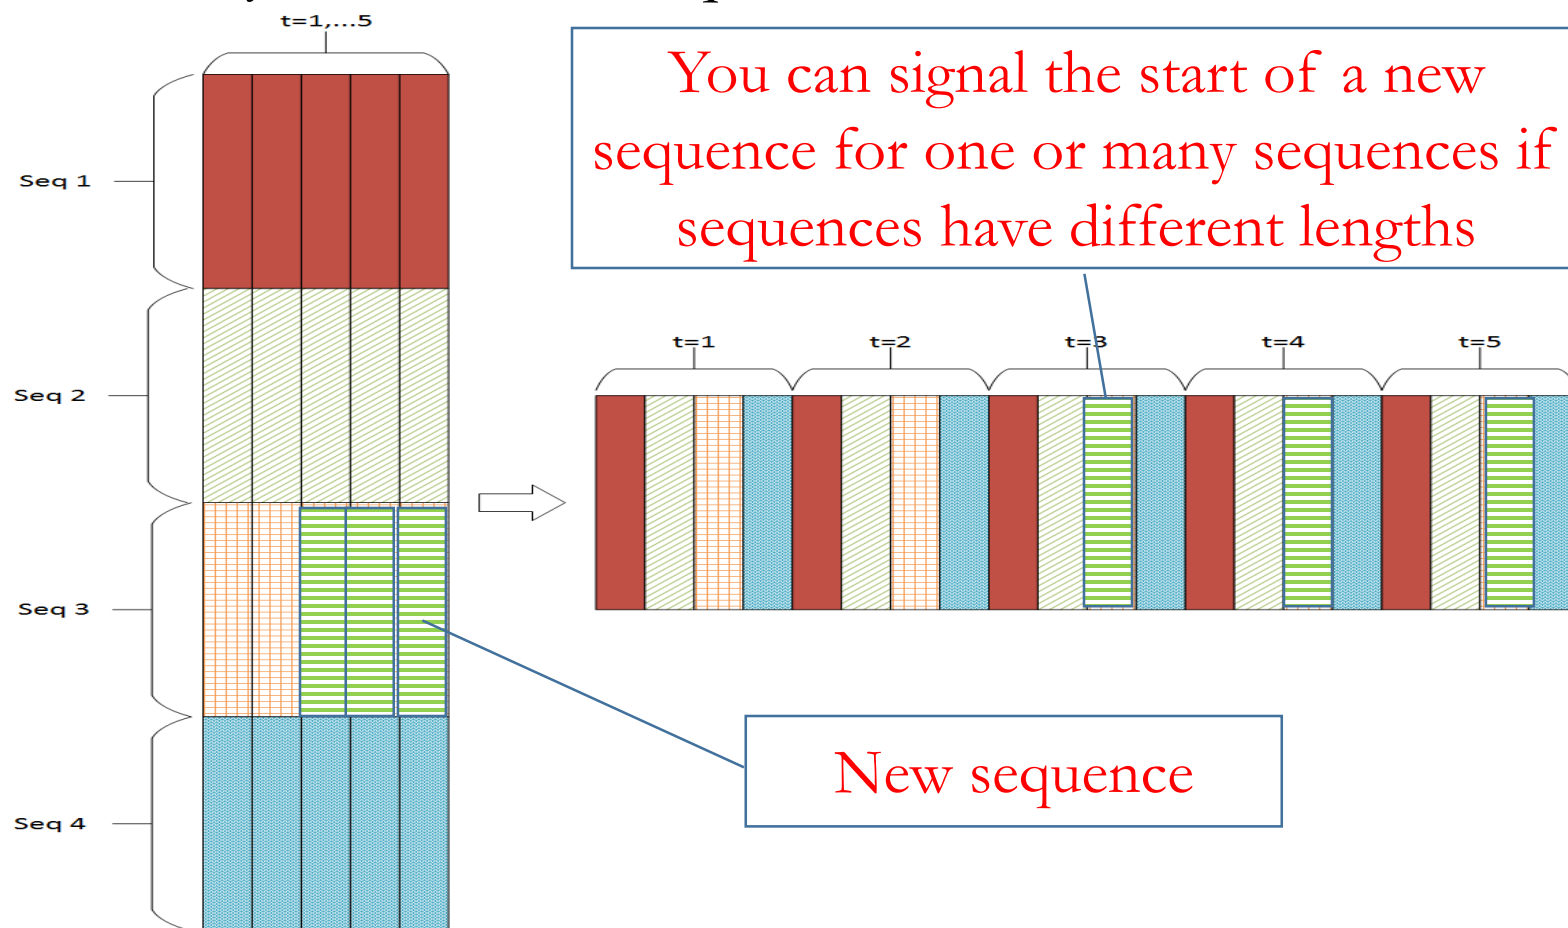 t=1,...5
You can signal the start of a new
sequence for one or many sequences if
sequences have different lengths
Seq 1
t=1
t=2
t=3
t=4
t=5
Seq 2
Seq 3
New sequence
Seq 4